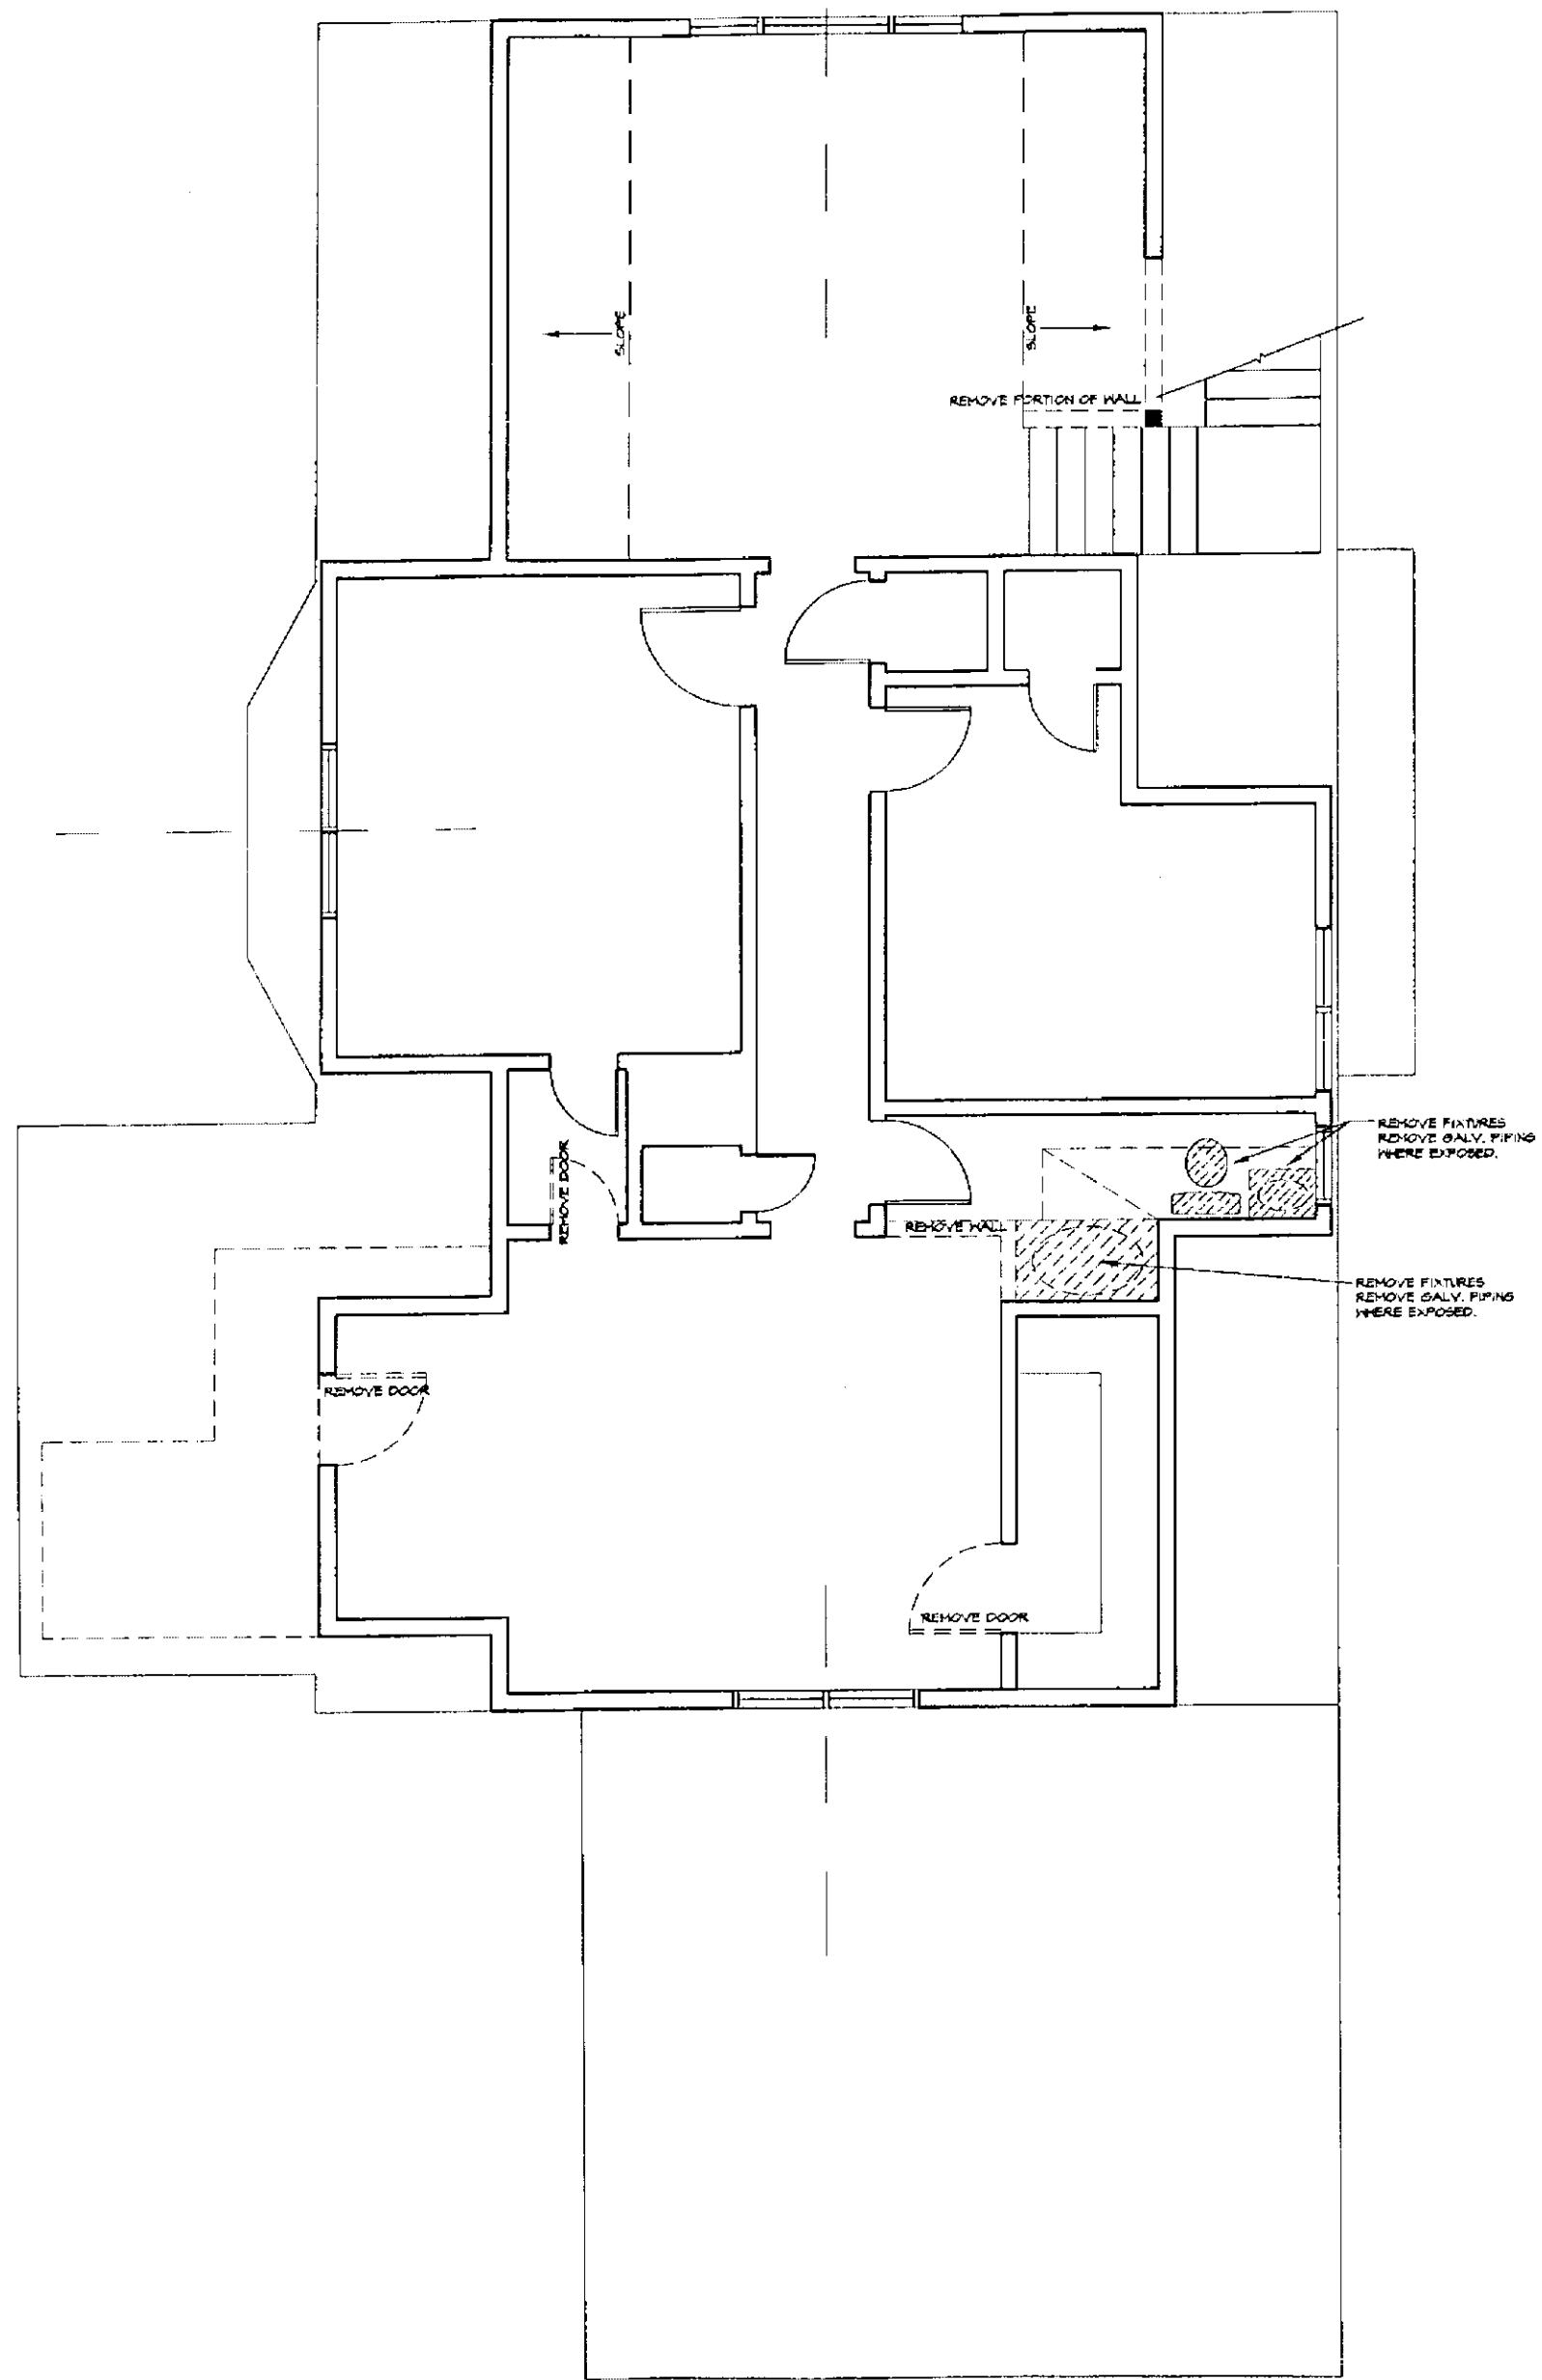 SLOPE
SLOPE
REMOVE PORTION OF WALL
REMOVE FIXTURES
REMOVE GALV. PIPING
WHERE EXPOSED.
REMOVE DOOR
REMOVE WALL
REMOVE FIXTURES
REMOVE GALV. PIPING
WHERE EXPOSED.
REMOVE DOOR
REMOVE DOOR